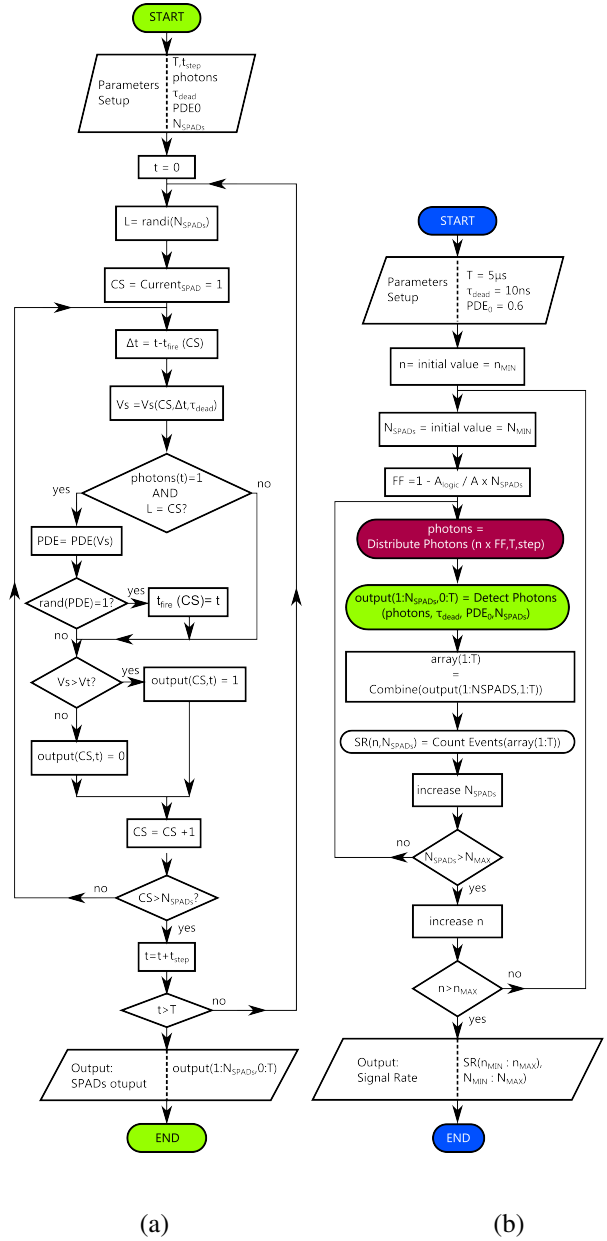 START
Parameters
Setup
T,t_step
photons
τ_dead
PDE0
N_SPADs
t = 0
L= randi(N_SPADs)
CS = Current_SPAD = 1
Δt = t-t_fire (CS)
Vs =Vs(CS,Δt,τ_dead)
photons(t)=1
AND
L = CS?
yes
no
PDE= PDE(Vs)
rand(PDE)=1?
yes
t_fire (CS)= t
no
Vs>Vt?
yes
output(CS,t) = 1
no
output(CS,t) = 0
CS = CS +1
CS>N_SPADs?
no
yes
t=t+t_step
t>T
no
Output:
SPADs otuput
output(1:N_SPADs,0:T)
END
(a)
START
Parameters
Setup
T = 5µs
τ_dead = 10ns
PDE_0 = 0.6
n= initial value = n_MIN
N_SPADs = initial value = N_MIN
FF =1 - A_logic / A x N_SPADs
photons =
Distribute Photons (n x FF,T,step)
output(1:N_SPADs,0:T) = Detect Photons
(photons, τ_dead, PDE_0,N_SPADs)
array(1:T)
=
Combine(output(1:NSPADS,1:T))
SR(n,N_SPADs) = Count Events(array(1:T))
increase N_SPADs
N_SPADs>N_MAX
no
yes
increase n
n>n_MAX
no
yes
Output:
Signal Rate
SR(n_MIN : n_MAX),
N_MIN : N_MAX)
END
(b)